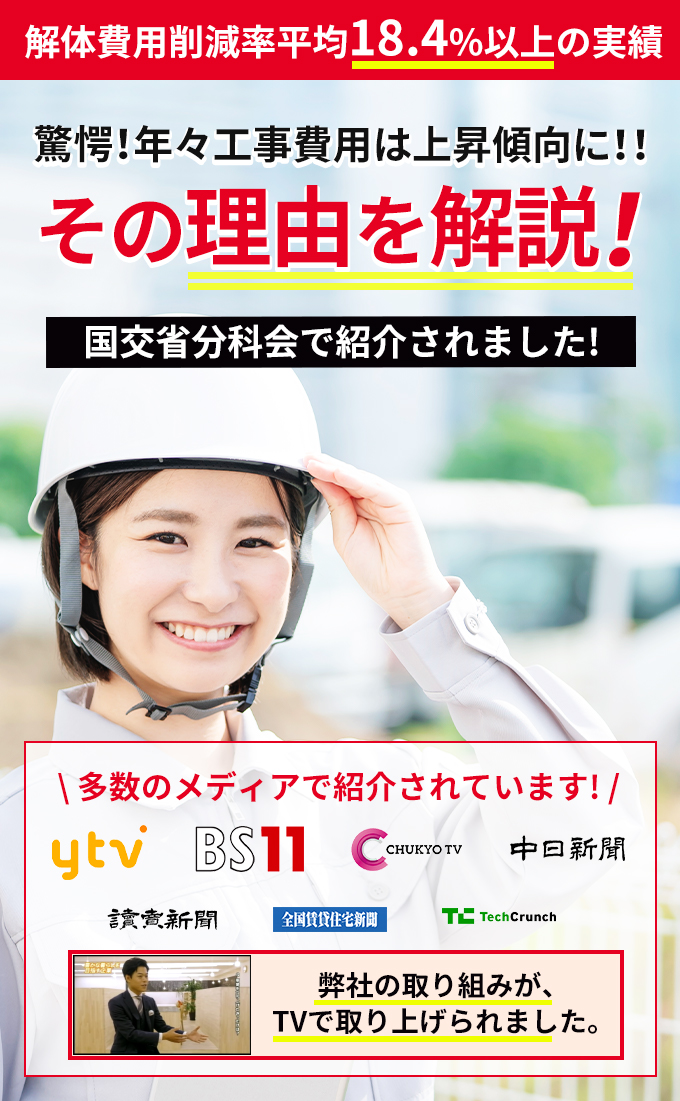 解体費用削減率平均18.4%以上の実績
驚愕!年々工事費用は上昇傾向に!!
その理由を解説!
国交省分科会で紹介されました!
\ 多数のメディアで紹介されています! /
ytv BS11 CHUKYO TV 中日新聞
讀賣新聞 全国賃貸住宅新聞 TechCrunch
弊社の取り組みが、
TVで取り上げられました。